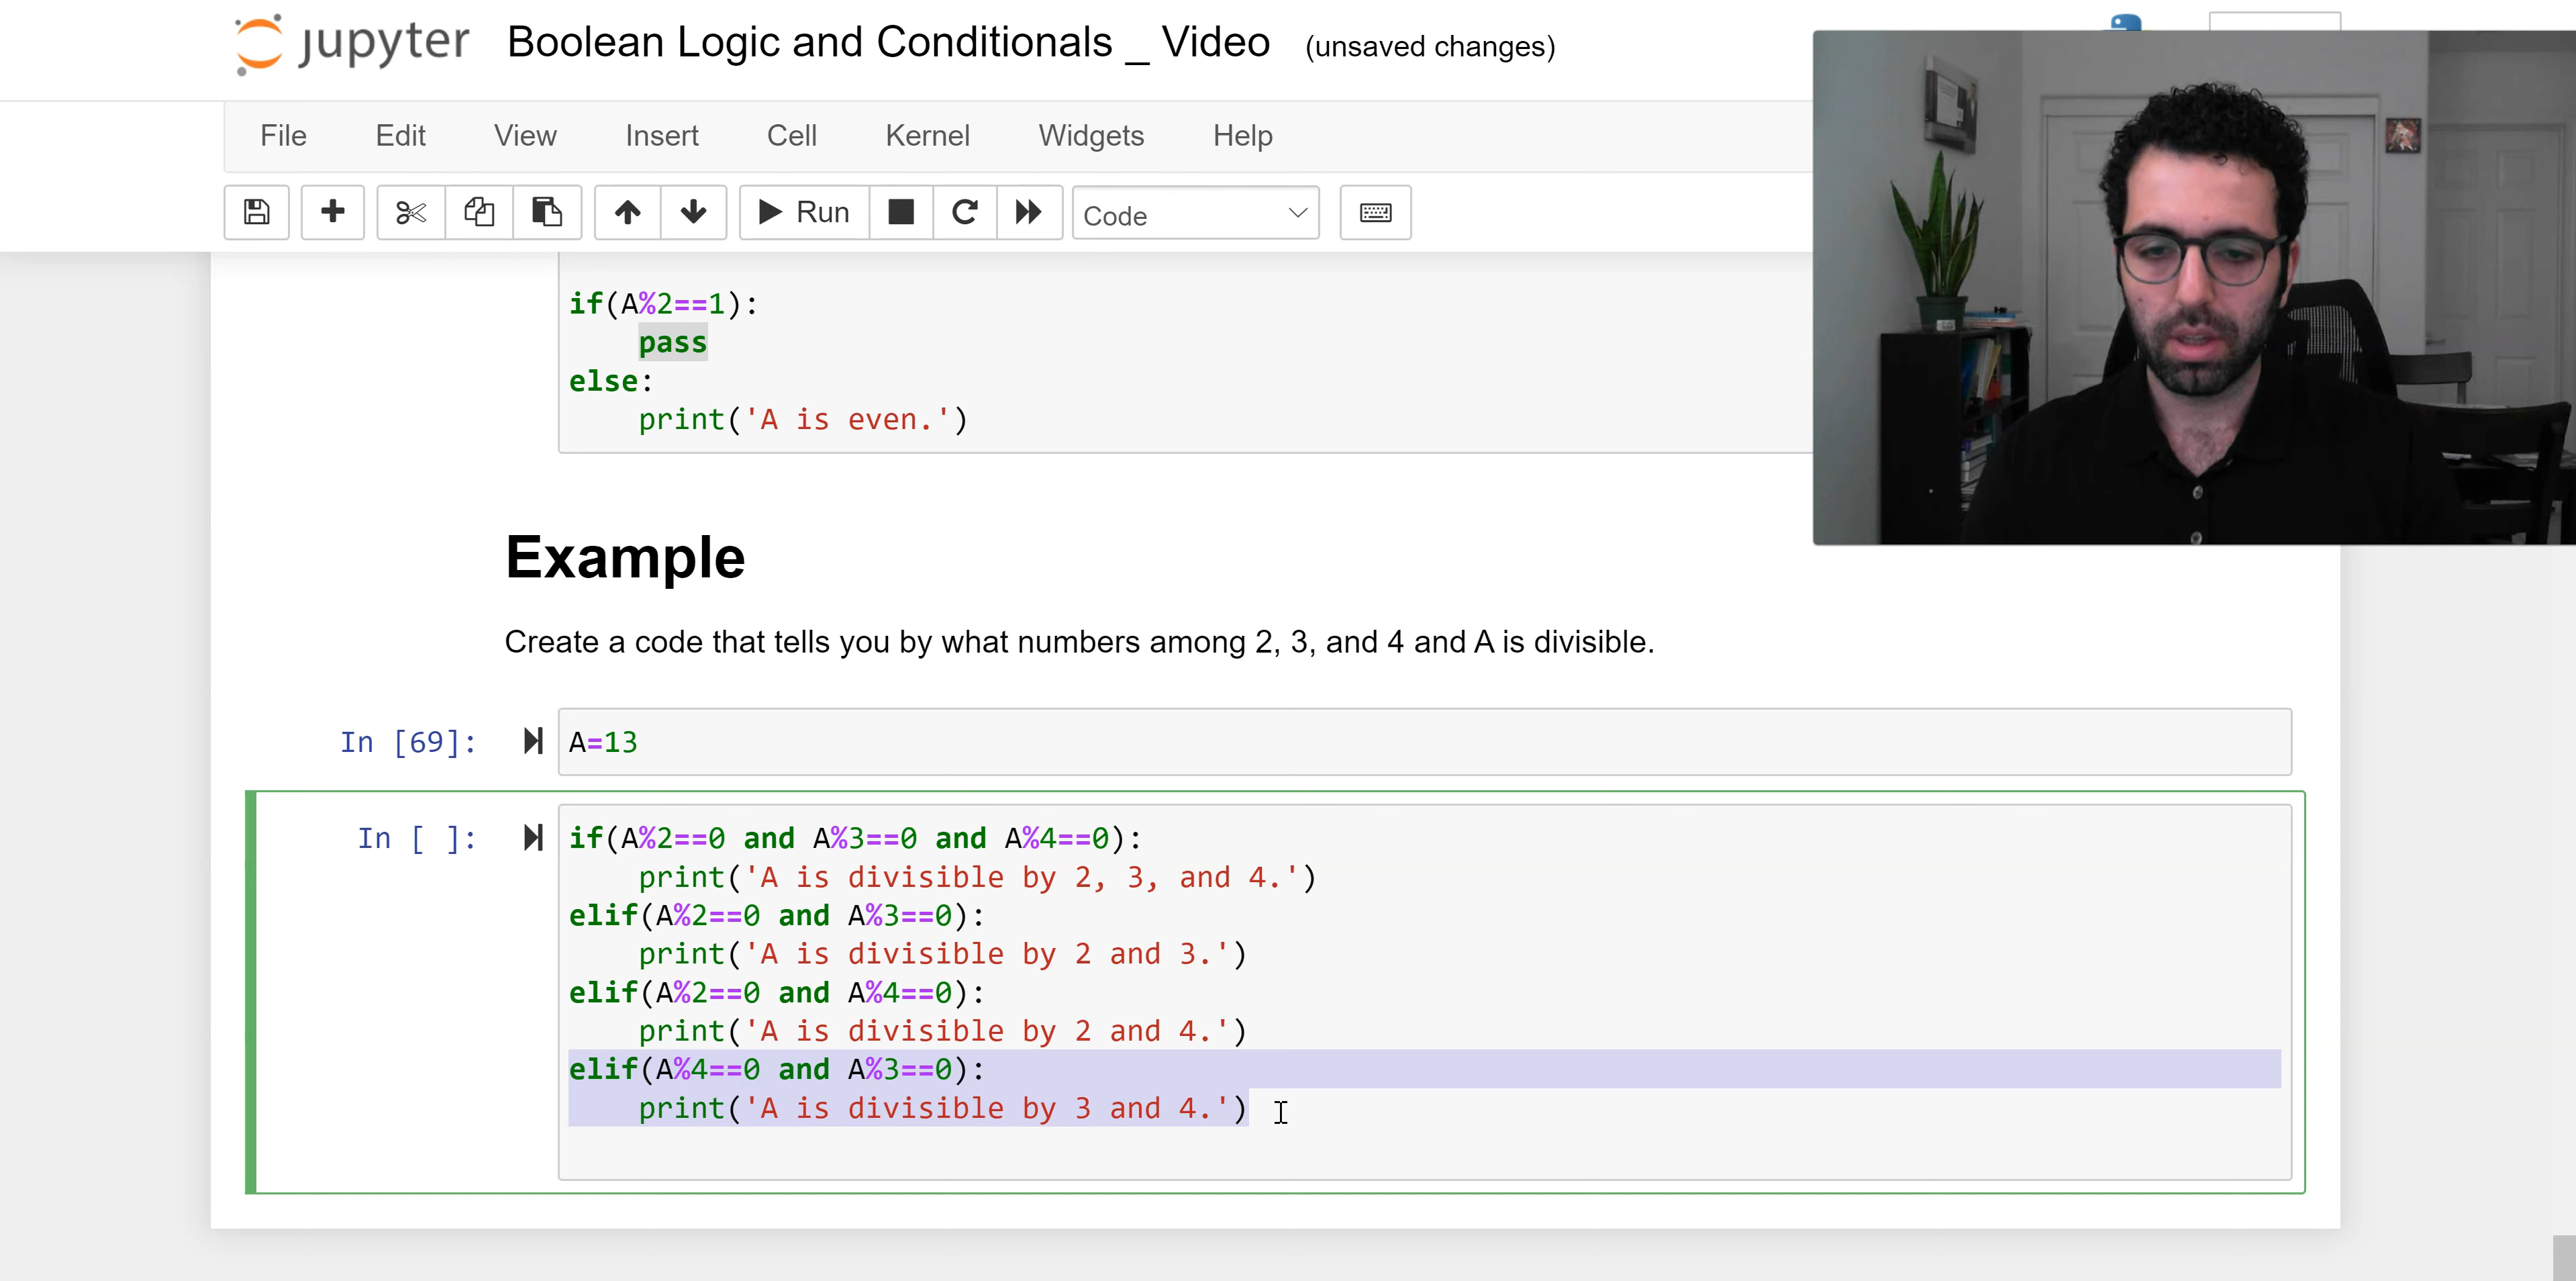 jupyter Boolean Logic and Conditionals _ Video (unsaved changes)
File Edit View Insert Cell Kernel Widgets Help
Run Code
if(A%2==1):
    pass
else:
    print('A is even.')
Example
Create a code that tells you by what numbers among 2, 3, and 4 and A is divisible.
In [69]: A=13
In [ ]: if(A%2==0 and A%3==0 and A%4==0):
    print('A is divisible by 2, 3, and 4.')
elif(A%2==0 and A%3==0):
    print('A is divisible by 2 and 3.')
elif(A%2==0 and A%4==0):
    print('A is divisible by 2 and 4.')
elif(A%4==0 and A%3==0):
    print('A is divisible by 3 and 4.')